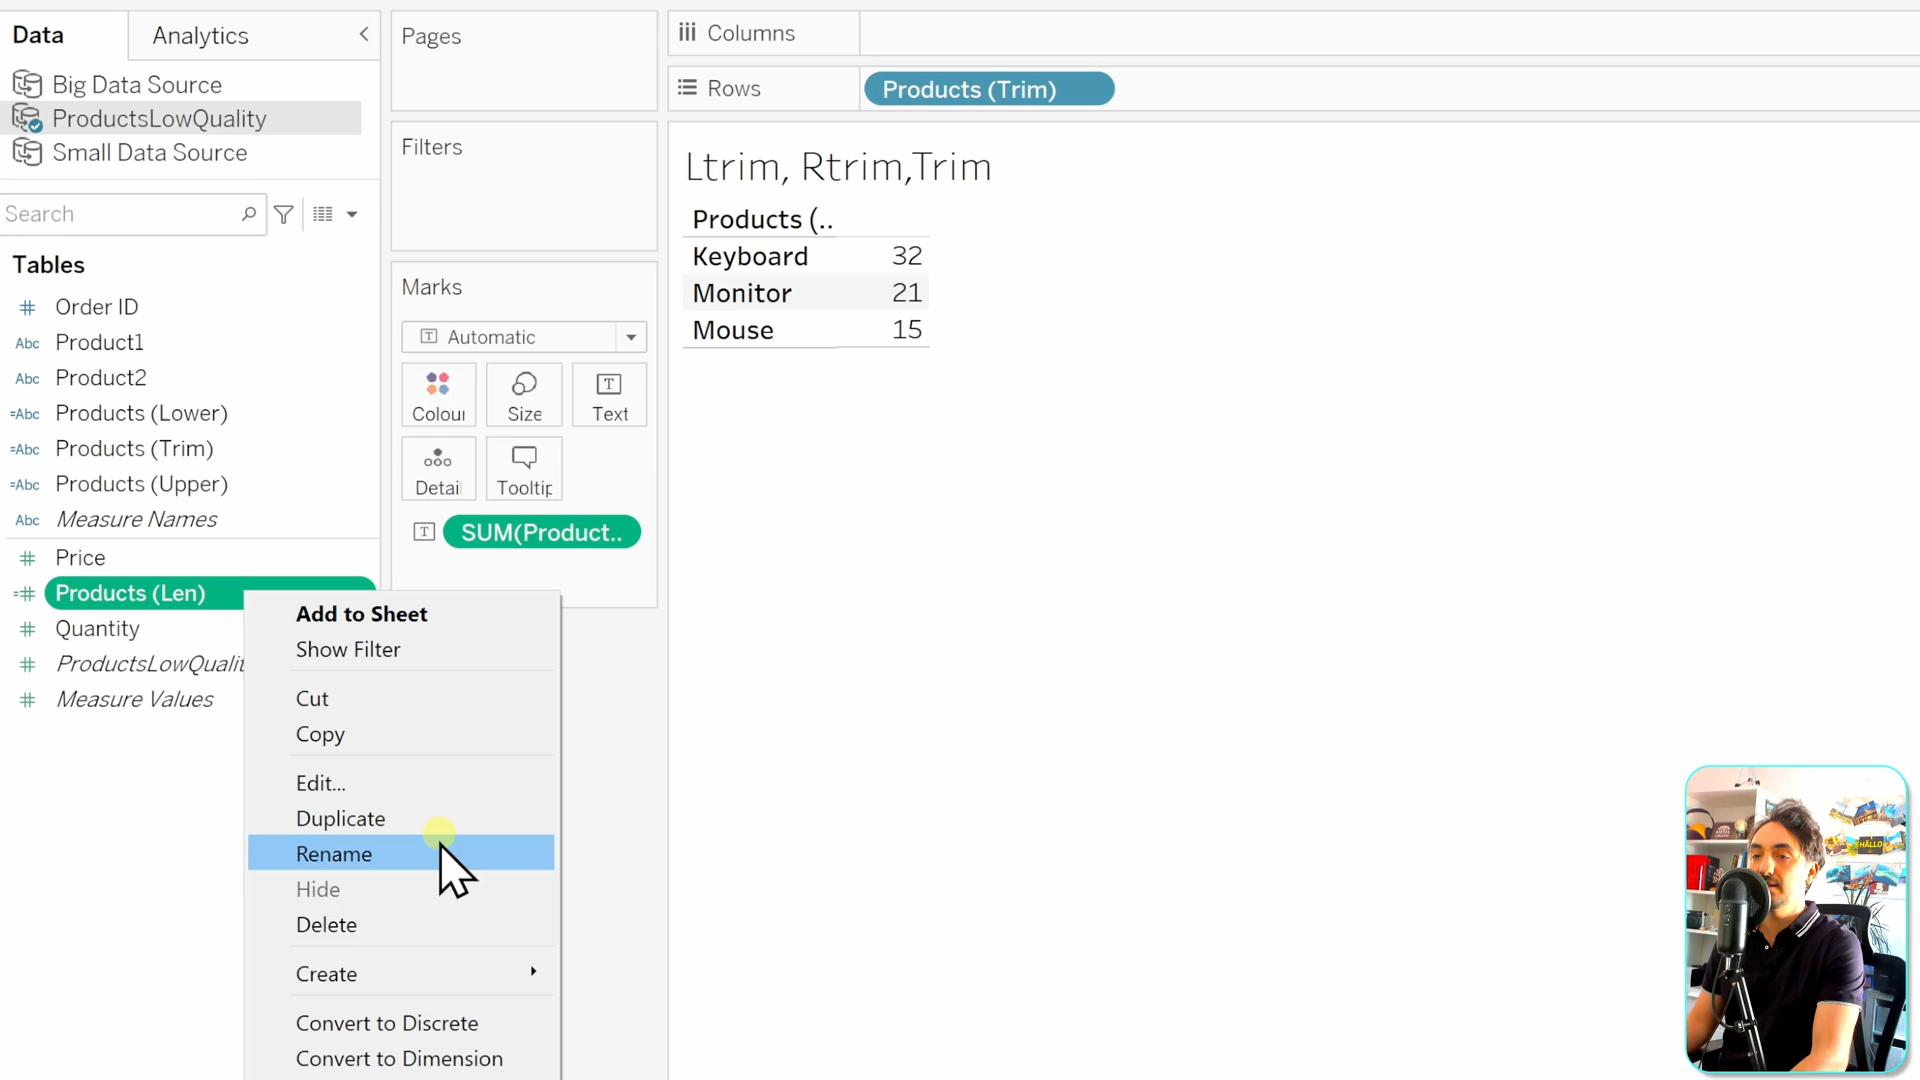 Data
Analytics
Big Data Source
ProductsLowQuality
Small Data Source
Search
Tables
# Order ID
Abc Product1
Abc Product2
=Abc Products (Lower)
=Abc Products (Trim)
=Abc Products (Upper)
Abc Measure Names
# Price
=# Products (Len)
# Quantity
# ProductsLowQualit
# Measure Values
Pages
Filters
Marks
T Automatic
Colour
Size
T Text
Detail
Tooltip
T SUM(Product..
Add to Sheet
Show Filter
Cut
Copy
Edit...
Duplicate
Rename
Hide
Delete
Create
Convert to Discrete
Convert to Dimension
Columns
Rows
Products (Trim)
Ltrim, Rtrim,Trim
Products (..
Keyboard 32
Monitor 21
Mouse 15
HALLO